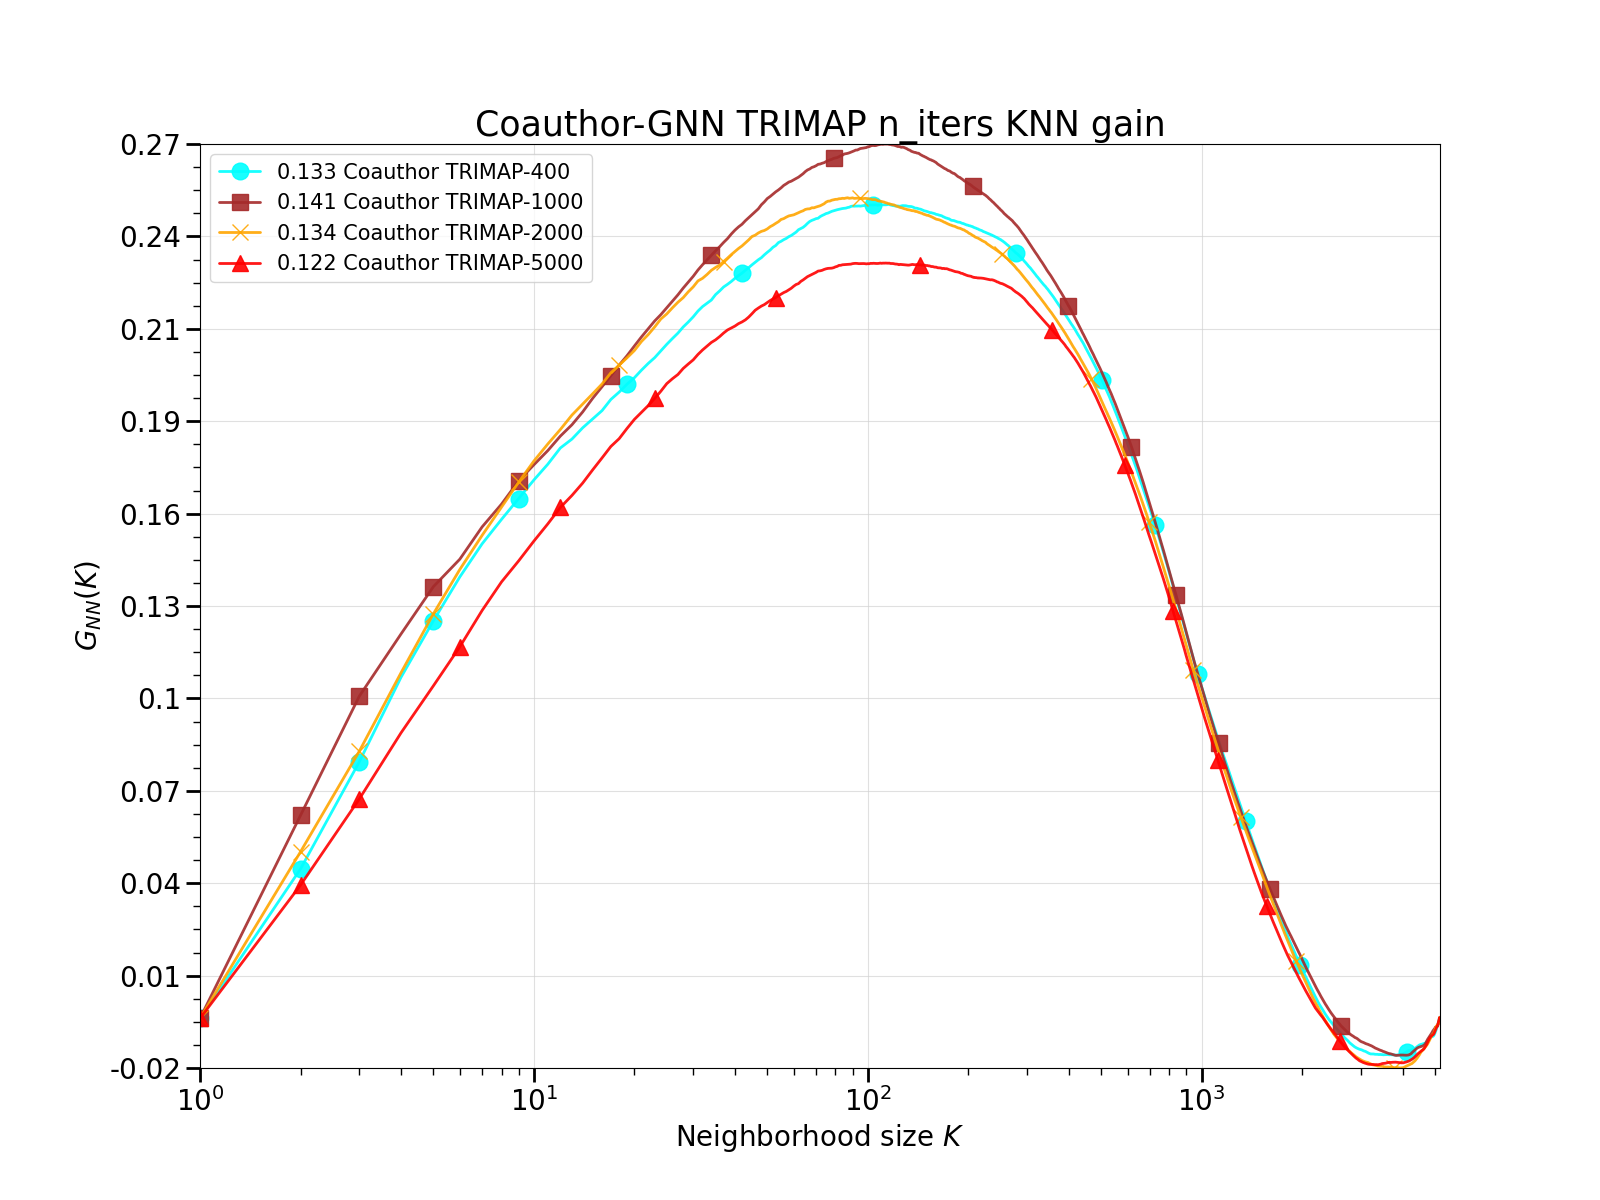 Coauthor-GNN TRIMAP n_iters KNN gain
0.133 Coauthor TRIMAP-400
0.141 Coauthor TRIMAP-1000
0.134 Coauthor TRIMAP-2000
0.122 Coauthor TRIMAP-5000
0.27
0.24
0.21
0.19
0.16
0.13
0.1
0.07
0.04
0.01
-0.02
G_{NN}(K)
10^0 10^1 10^2 10^3
Neighborhood size K